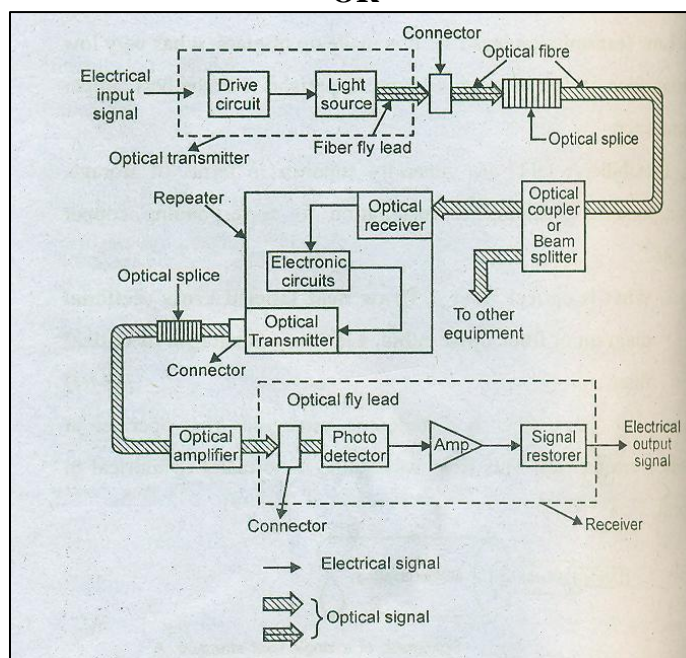 OR
Connector
Optical fibre
Electrical
input
signal
Drive
circuit
Light
source
Optical splice
Fiber fly lead
Optical transmitter
Repeater
Optical
receiver
Optical
coupler
or
Beam
splitter
Electronic
circuits
Optical splice
To other
equipment
Optical
Transmitter
Connector
Optical fly lead
Optical
amplifier
Photo
detector
Amp
Signal
restorer
Electrical
output
signal
Connector
Receiver
Electrical signal
Optical signal